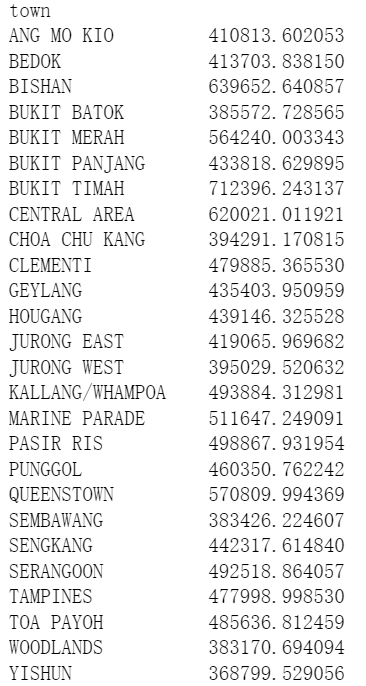 town
ANG MO KIO 410813.602053
BEDOK 413703.838150
BISHAN 639652.640857
BUKIT BATOK 385572.728565
BUKIT MERAH 564240.003343
BUKIT PANJANG 433818.629895
BUKIT TIMAH 712396.243137
CENTRAL AREA 620021.011921
CHOA CHU KANG 394291.170815
CLEMENTI 479885.365530
GEYLANG 435403.950959
HOUGANG 439146.325528
JURONG EAST 419065.969682
JURONG WEST 395029.520632
KALLANG/WHAMPOA 493884.312981
MARINE PARADE 511647.249091
PASIR RIS 498867.931954
PUNGGOL 460350.762242
QUEENSTOWN 570809.994369
SEMBAWANG 383426.224607
SENGKANG 442317.614840
SERANGOON 492518.864057
TAMPINES 477998.998530
TOA PAYOH 485636.812459
WOODLANDS 383170.694094
YISHUN 368799.529056